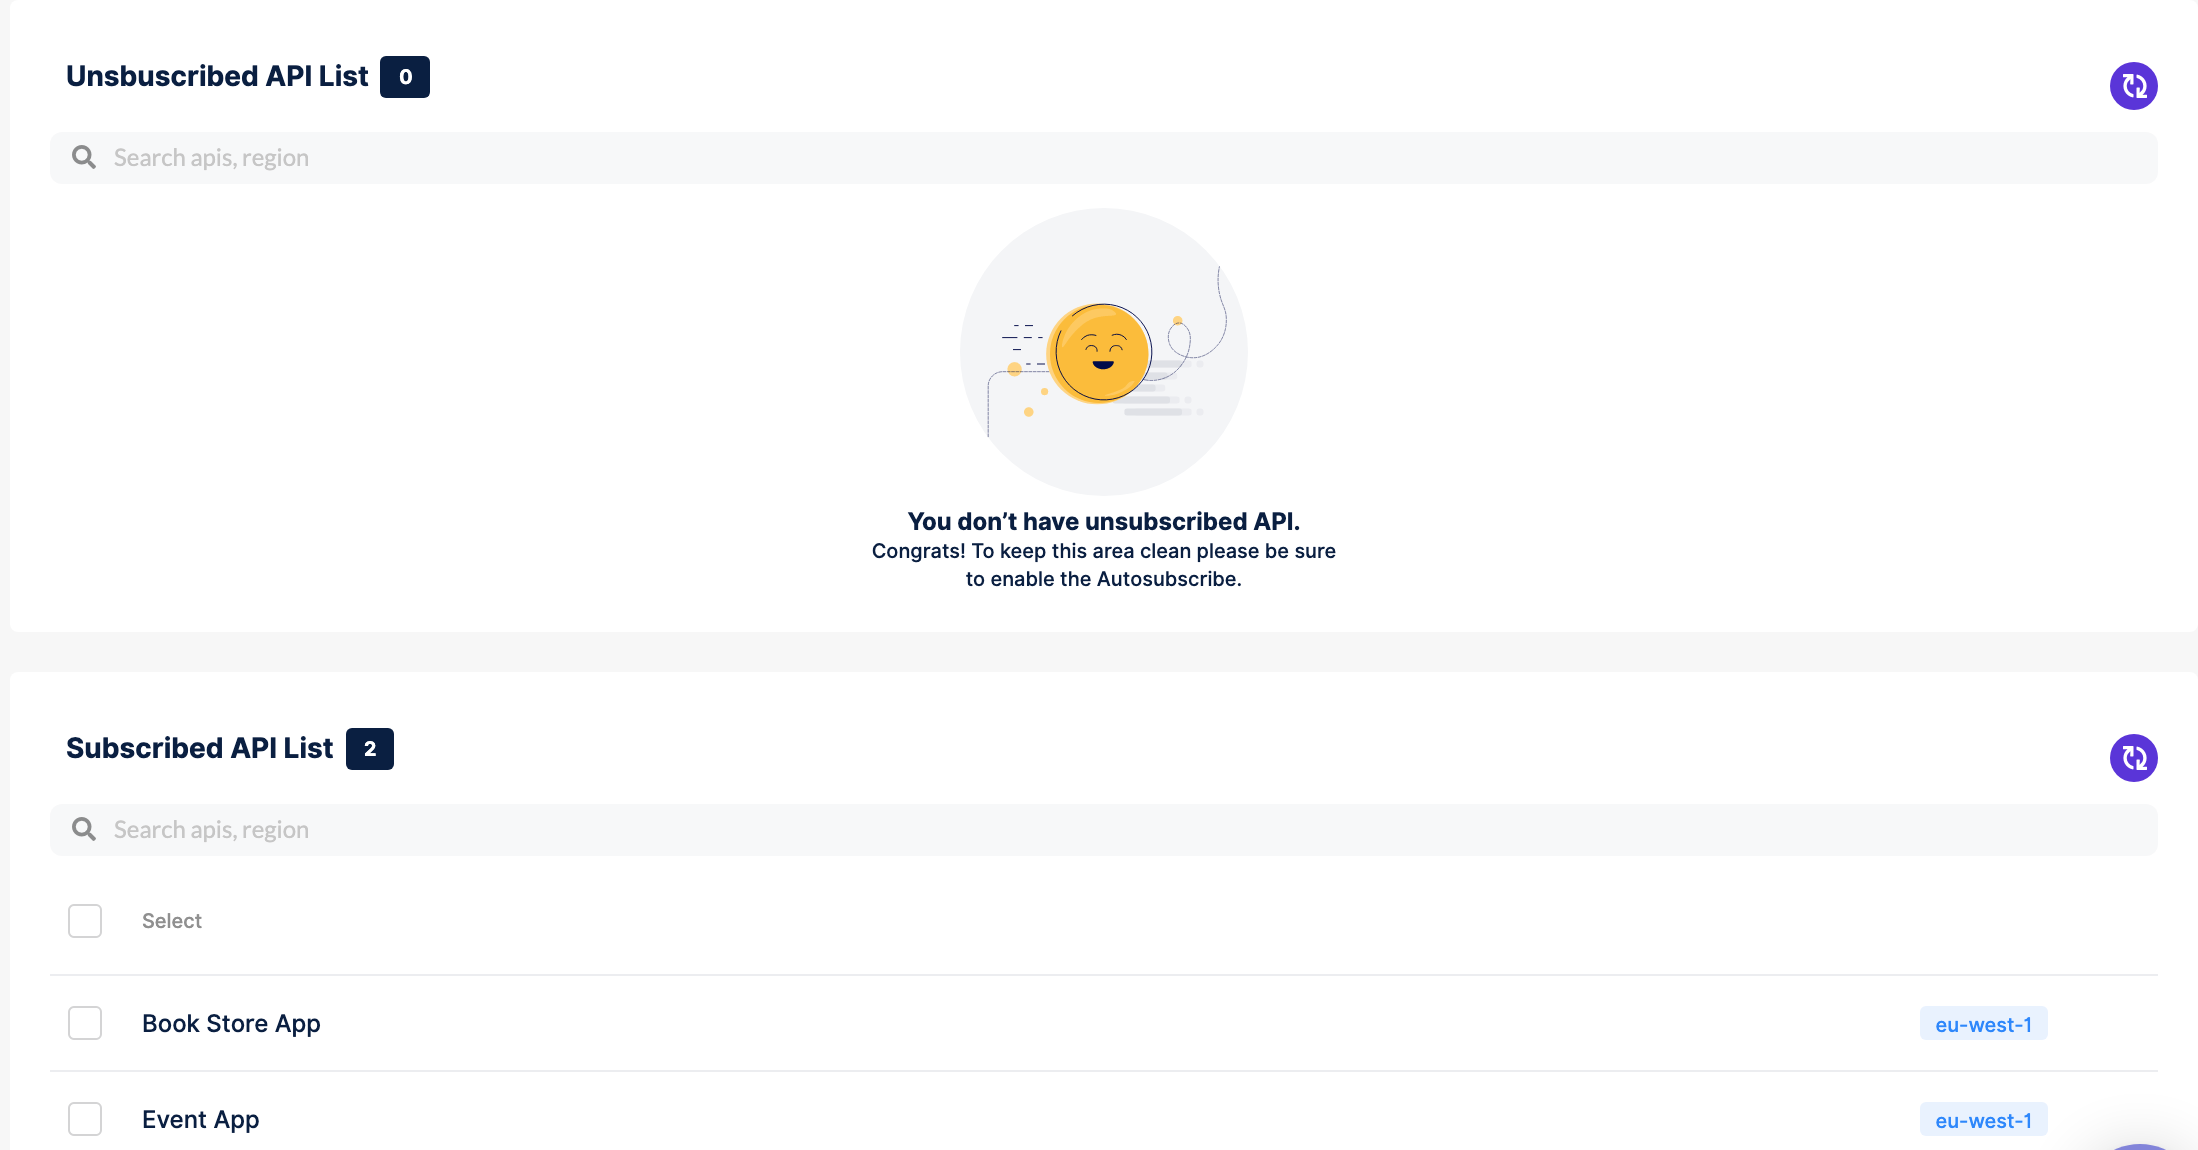 Unsbuscribed API List 0
Search apis, region
You don’t have unsubscribed API.
Congrats! To keep this area clean please be sure
to enable the Autosubscribe.
Subscribed API List 2
Search apis, region
Select
Book Store App eu-west-1
Event App eu-west-1